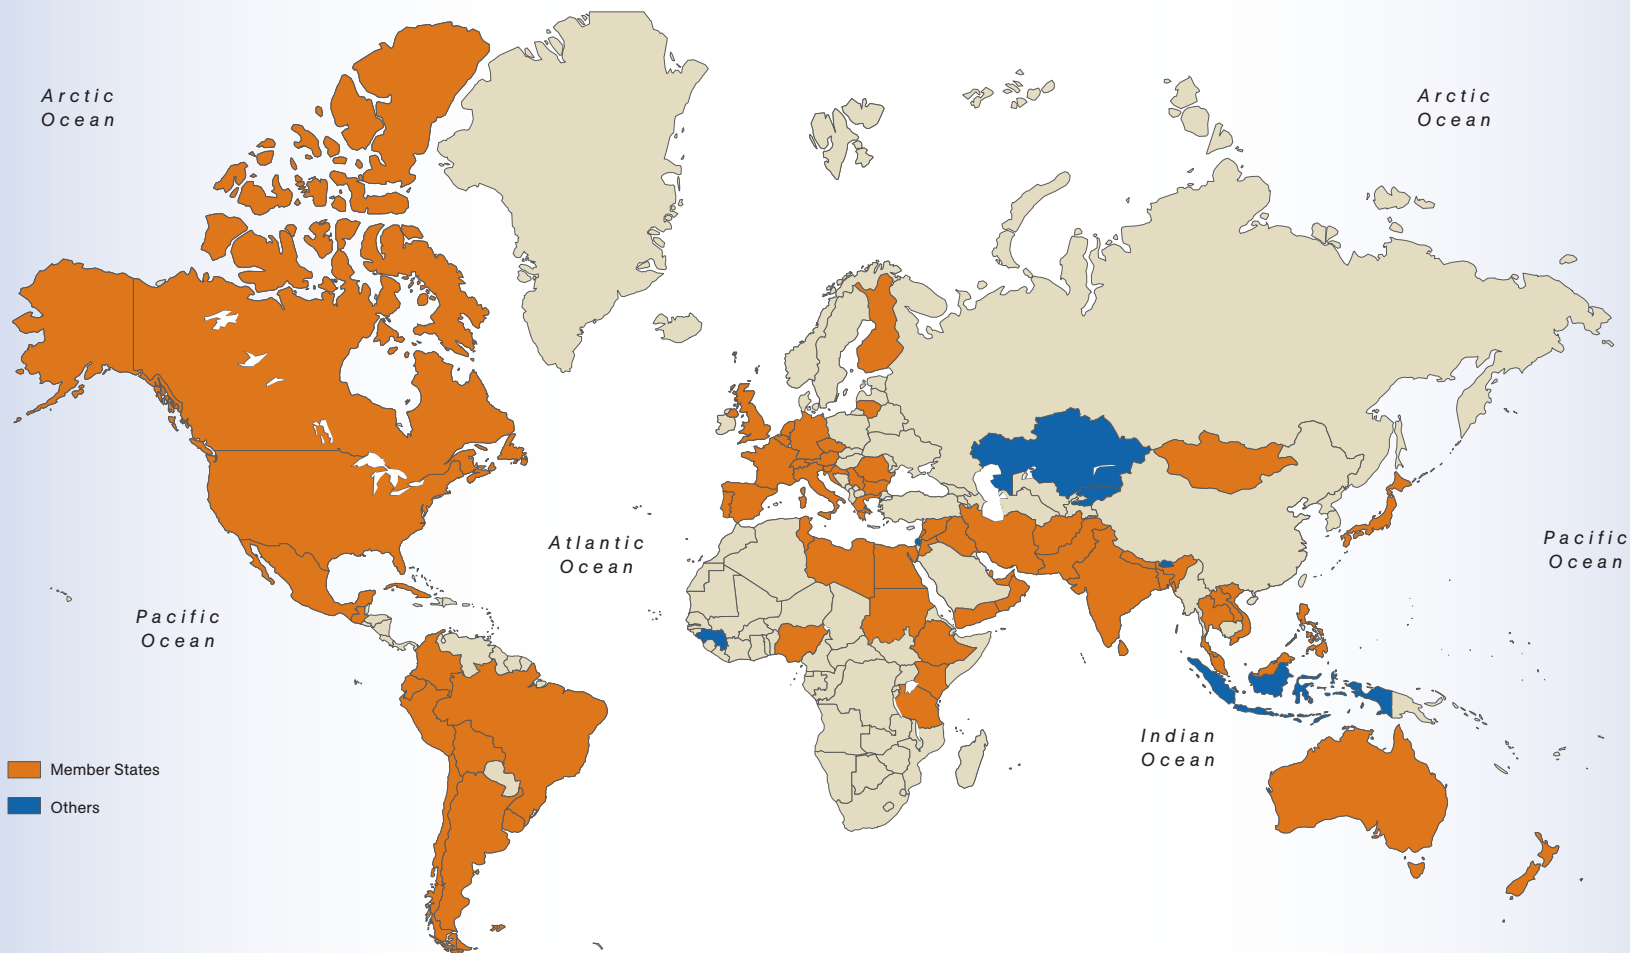 Arctic
Ocean
Arctic
Ocean
Atlantic
Ocean
Pacific
Ocean
Pacific
Ocean
Indian
Ocean
Member States
Others